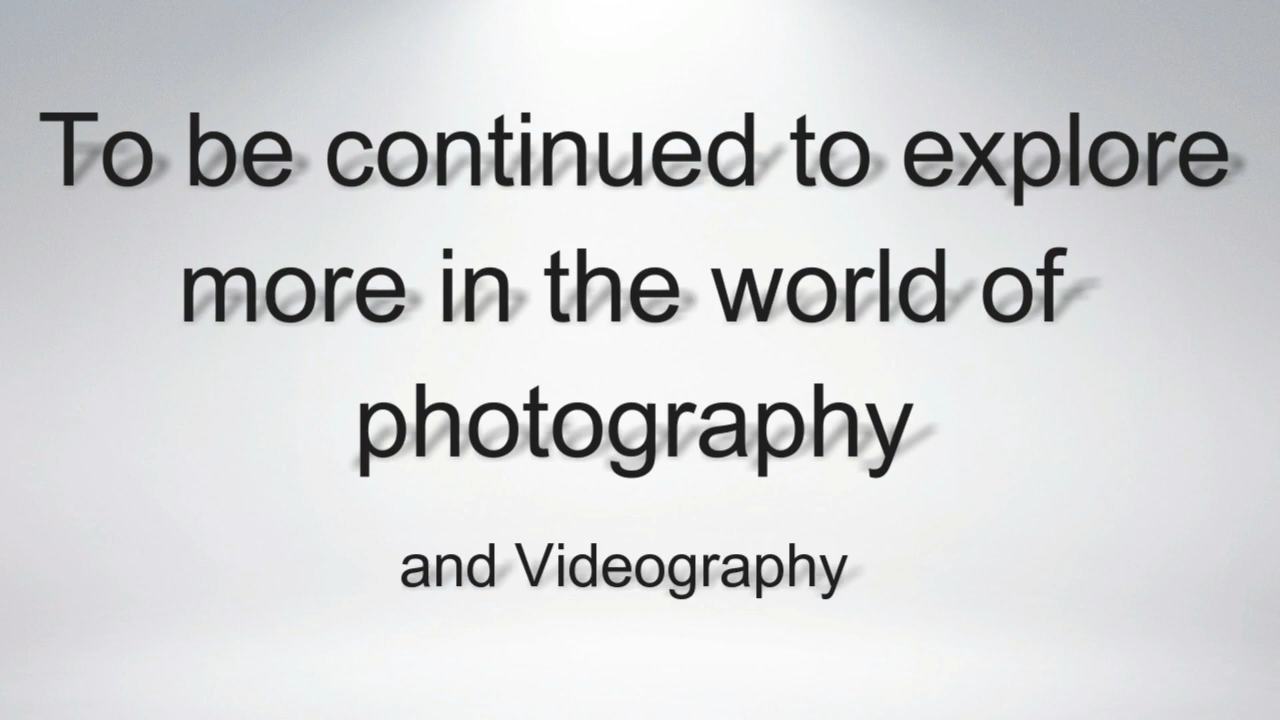 To be continued to explore
more in the world of
photography
and Videography